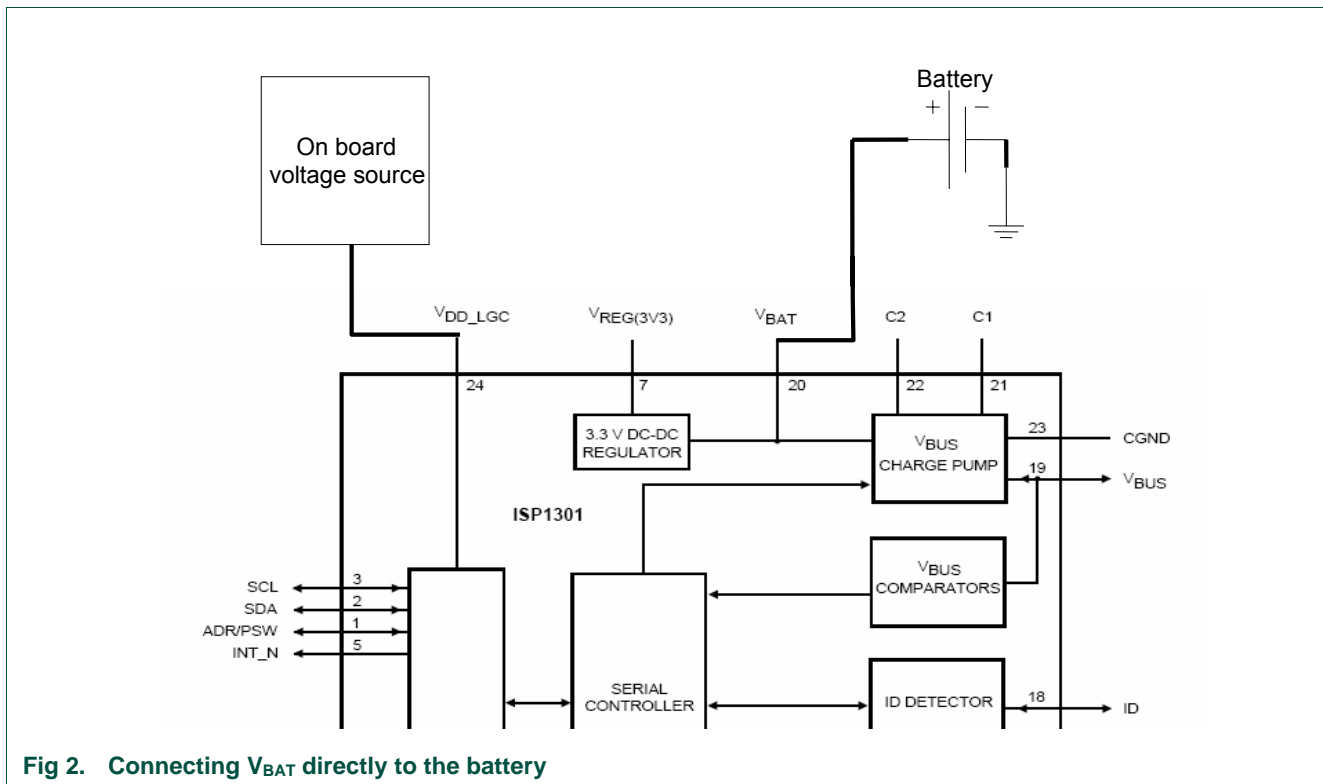 Battery
+ −
On board
voltage source
VDD_LGC
VREG(3V3)
VBAT
C2
C1
24
7
20
22
21
3.3 V DC-DC
REGULATOR
VBUS
CHARGE PUMP
23
CGND
19
VBUS
ISP1301
VBUS
COMPARATORS
SCL
3
SDA
2
ADR/PSW
1
INT_N
5
SERIAL
CONTROLLER
ID DETECTOR
18
ID
Fig 2. Connecting VBAT directly to the battery